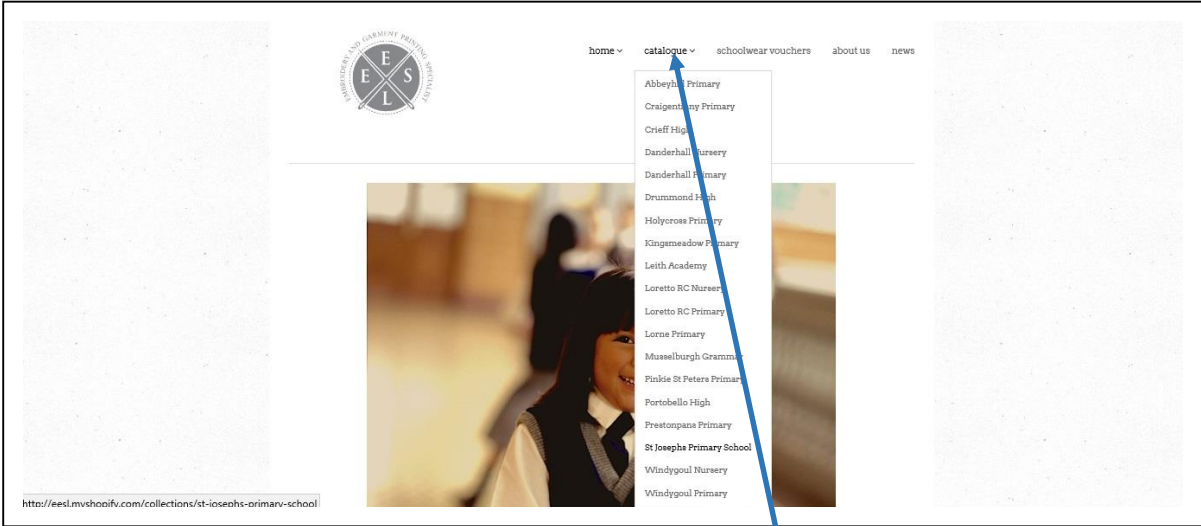 EMBROIDERY AND GARMENT PRINTING SPECIALIST
E
E S
L
home catalogue schoolwear vouchers about us news
Abbeyhill Primary
Craigentinny Primary
Crieff High
Danderhall Nursery
Danderhall Primary
Drummond High
Holycross Primary
Kingsmeadow Primary
Leith Academy
Loretto RC Nursery
Loretto RC Primary
Lorne Primary
Musselburgh Grammar
Pinkie St Peters Primary
Portobello High
Prestonpans Primary
St Josephs Primary School
Windygoul Nursery
Windygoul Primary
http://eesl.myshopify.com/collections/st-josephs-primary-school